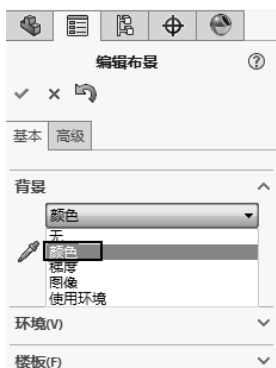 编辑布景
基本 高级
背景
颜色
无
颜色
梯度
图像
使用环境
环境(V)
楼板(F)